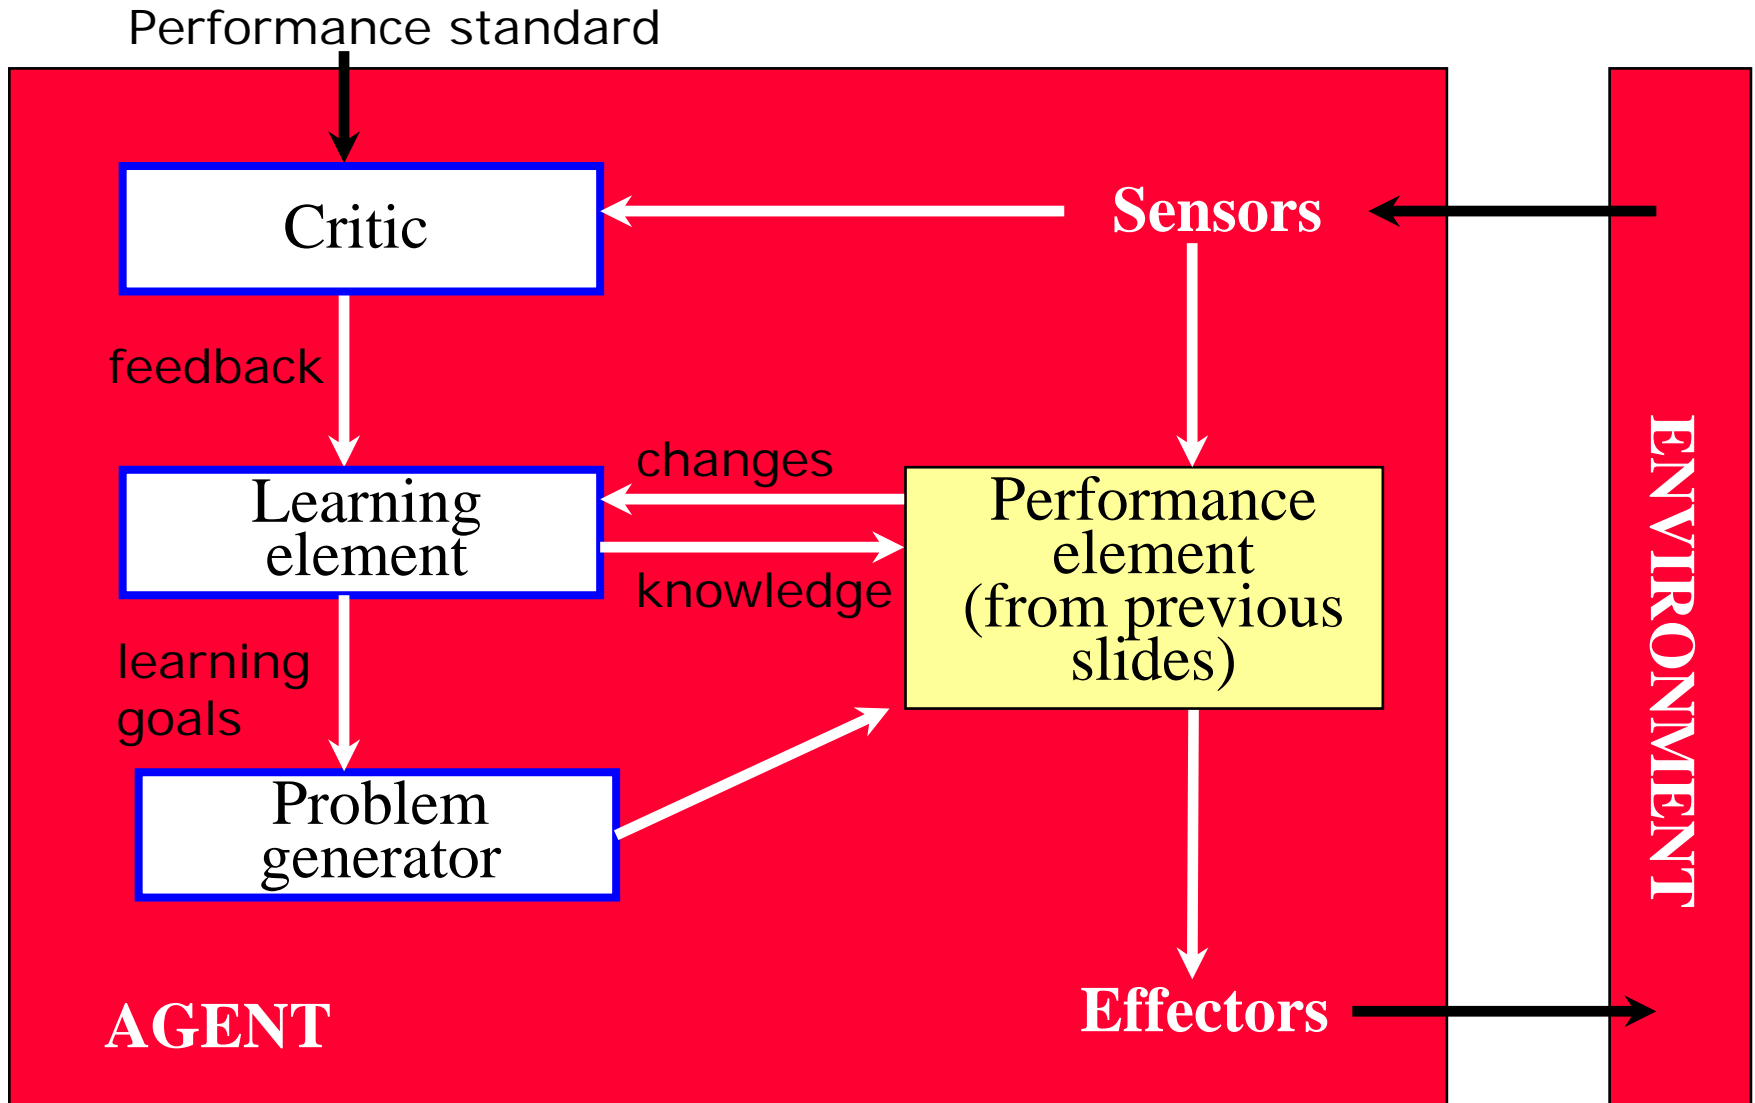 Performance standard
Critic
Sensors
feedback
changes
Learning
element
knowledge
Performance
element
(from previous
slides)
learning
goals
Problem
generator
AGENT
Effectors
ENVIRONMENT